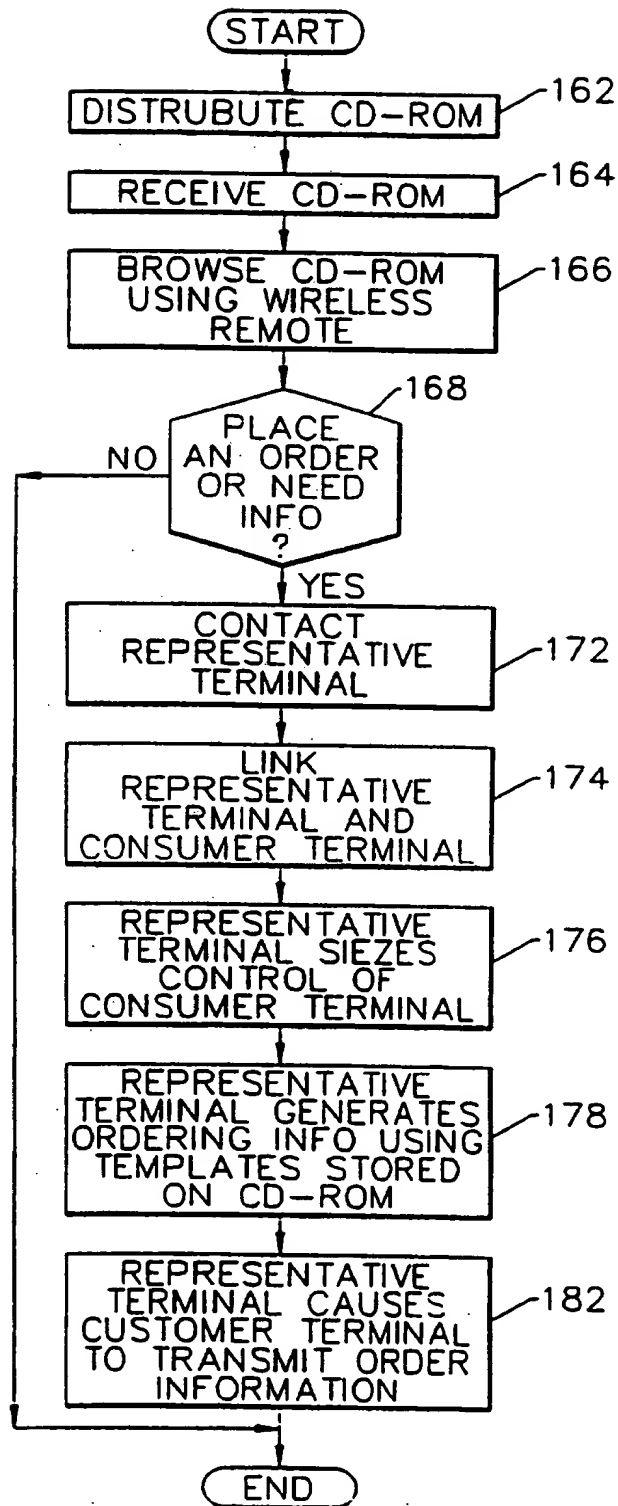 START
DISTRUBUTE CD-ROM
162
RECEIVE CD-ROM
164
BROWSE CD-ROM
USING WIRELESS
REMOTE
166
168
PLACE
AN ORDER
OR NEED
INFO
?
NO
YES
CONTACT
REPRESENTATIVE
TERMINAL
172
LINK
REPRESENTATIVE
TERMINAL AND
CONSUMER TERMINAL
174
REPRESENTATIVE
TERMINAL SIEZES
CONTROL OF
CONSUMER TERMINAL
176
REPRESENTATIVE
TERMINAL GENERATES
ORDERING INFO USING
TEMPLATES STORED
ON CD-ROM
178
REPRESENTATIVE
TERMINAL CAUSES
CUSTOMER TERMINAL
TO TRANSMIT ORDER
INFORMATION
182
END